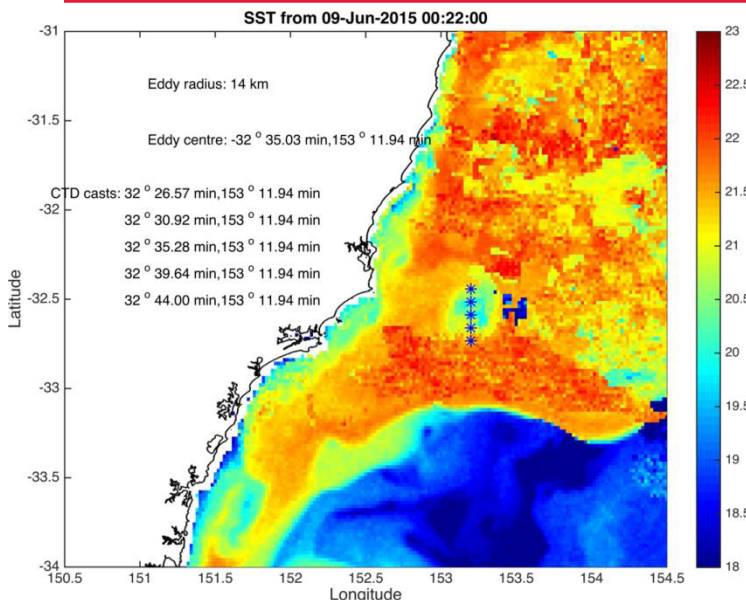 SST from 09-Jun-2015 00:22:00
Eddy radius: 14 km
Eddy centre: -32 ° 35.03 min,153 ° 11.94 min
CTD casts: 32 ° 26.57 min,153 ° 11.94 min
32 ° 30.92 min,153 ° 11.94 min
32 ° 35.28 min,153 ° 11.94 min
32 ° 39.64 min,153 ° 11.94 min
32 ° 44.00 min,153 ° 11.94 min
Latitude
-31
-31.5
-32
-32.5
-33
-33.5
-34
150.5 151 151.5 152 152.5 153 153.5 154 154.5
Longitude
23
22.5
22
21.5
21
20.5
20
19.5
19
18.5
18